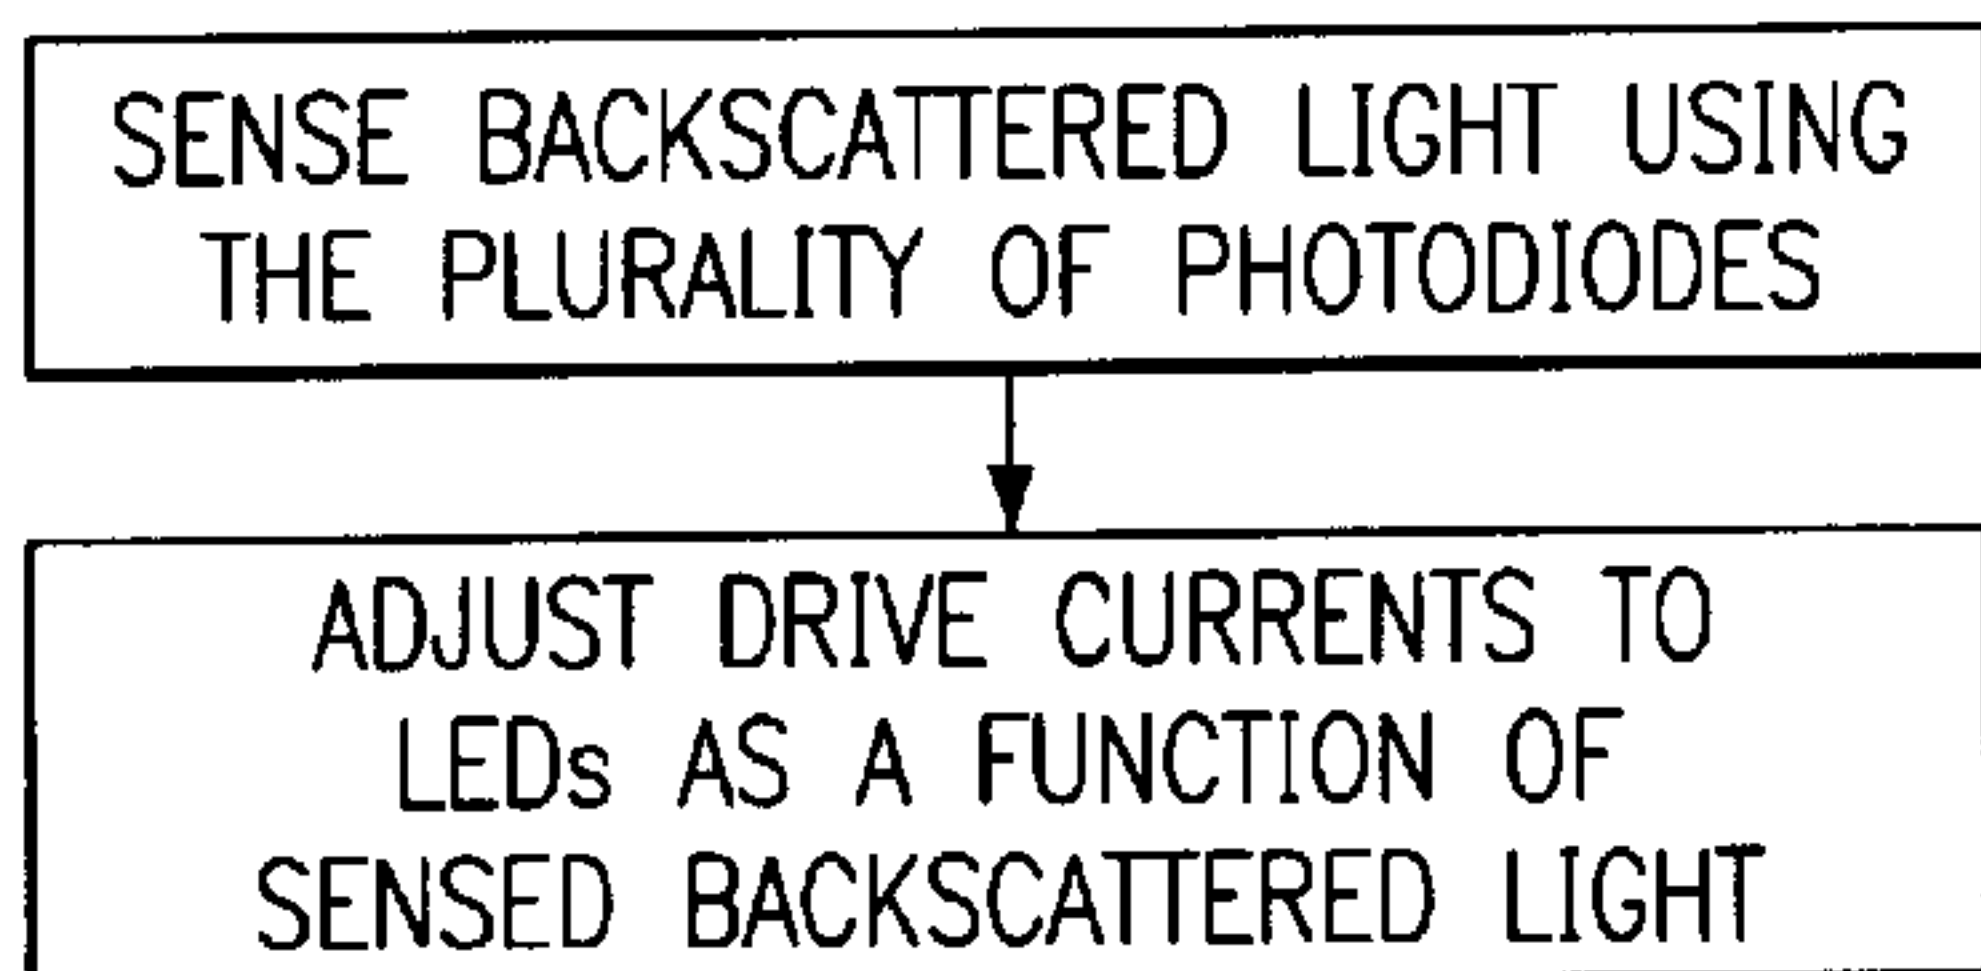 SENSE BACKSCATTERED LIGHT USING
THE PLURALITY OF PHOTODIODES
ADJUST DRIVE CURRENTS TO
LEDs AS A FUNCTION OF
SENSED BACKSCATTERED LIGHT